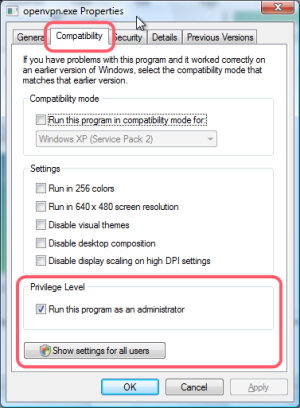 openvpn.exe Properties
General Compatibility Security Details Previous Versions
If you have problems with this program and it worked correctly on
an earlier version of Windows, select the compatibility mode that
matches that earlier version.
Compatibility mode
Run this program in compatibility mode for:
Windows XP (Service Pack 2)
Settings
Run in 256 colors
Run in 640 x 480 screen resolution
Disable visual themes
Disable desktop composition
Disable display scaling on high DPI settings
Privilege Level
Run this program as an administrator
Show settings for all users
OK Cancel Apply